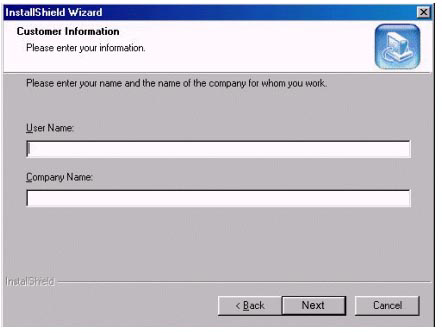 InstallShield Wizard
Customer Information
Please enter your information.
Please enter your name and the name of the company for whom you work.
User Name:
Company Name:
InstallShield
< Back Next Cancel